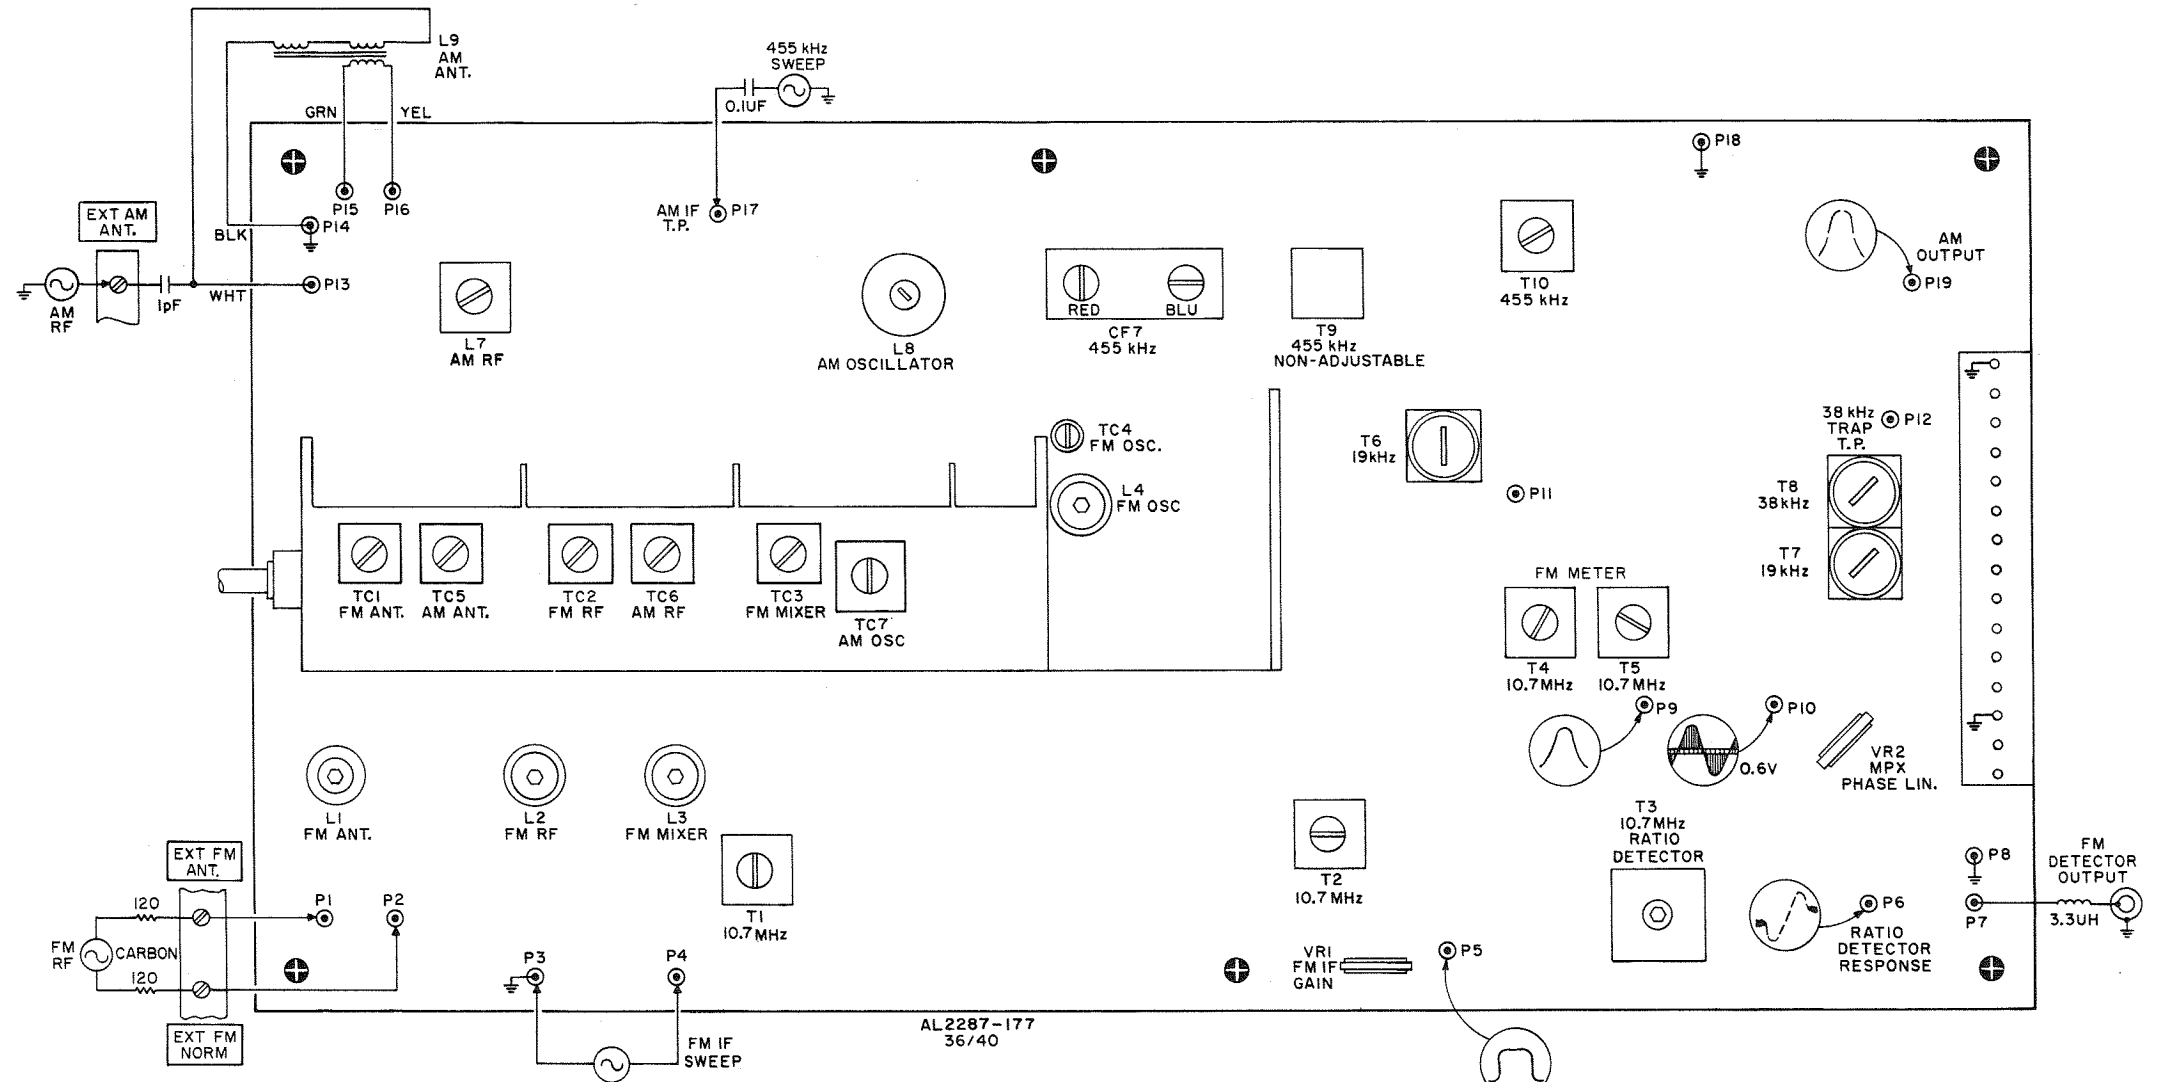 L9
AM
ANT.
455 kHz
SWEEP
0.1UF
GRN
YEL
P18
P15
P16
AM IF
T.P.
P17
EXT AM
ANT.
BLK
P14
AM
OUTPUT
P19
AM
RF
1pF
WHT
P13
L7
AM RF
L8
AM OSCILLATOR
RED
BLU
CF7
455 kHz
T9
455 kHz
NON-ADJUSTABLE
T10
455 kHz
TC4
FM OSC.
L4
FM OSC
T6
19kHz
P11
38 kHz
TRAP
T.P.
P12
T8
38kHz
T7
19kHz
TC1
FM ANT.
TC5
AM ANT.
TC2
FM RF
TC6
AM RF
TC3
FM MIXER
TC7
AM OSC
FM METER
T4
10.7MHz
T5
10.7MHz
P9
P10
0.6V
VR2
MPX
PHASE LIN.
L1
FM ANT.
L2
FM RF
L3
FM MIXER
T1
10.7MHz
T2
10.7MHz
T3
10.7MHz
RATIO
DETECTOR
P8
FM
DETECTOR
OUTPUT
P7
3.3UH
P6
RATIO
DETECTOR
RESPONSE
EXT FM
ANT.
120
FM
RF
CARBON
120
P1
P2
EXT FM
NORM
P3
P4
FM IF
SWEEP
VR1
FM IF
GAIN
P5
AL2287-177
36/40